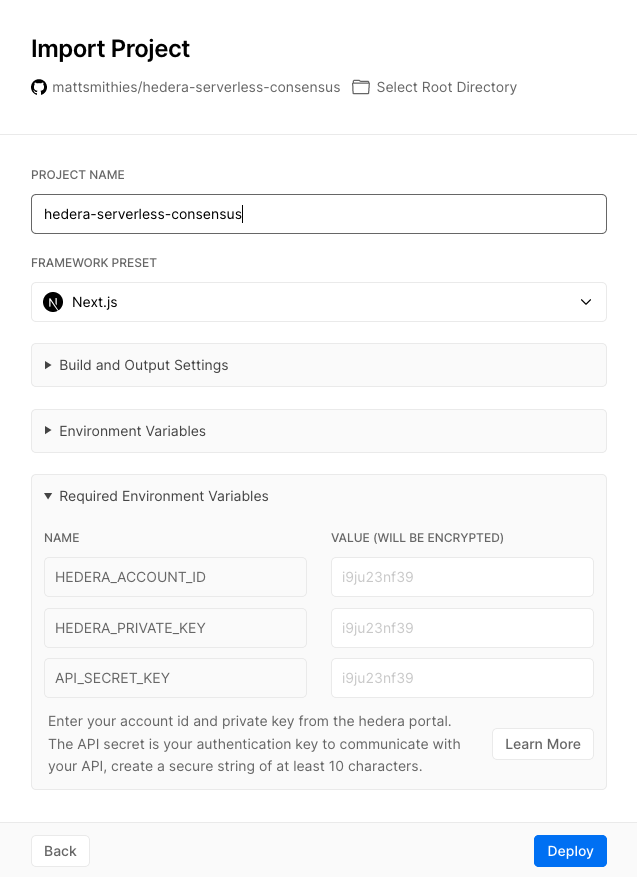 Import Project
mattsmithies/hedera-serverless-consensus Select Root Directory
PROJECT NAME
hedera-serverless-consensus
FRAMEWORK PRESET
N Next.js
Build and Output Settings
Environment Variables
Required Environment Variables
NAME VALUE (WILL BE ENCRYPTED)
HEDERA_ACCOUNT_ID i9ju23nf39
HEDERA_PRIVATE_KEY i9ju23nf39
API_SECRET_KEY i9ju23nf39
Enter your account id and private key from the hedera portal.
The API secret is your authentication key to communicate with
your API, create a secure string of at least 10 characters.
Learn More
Back Deploy